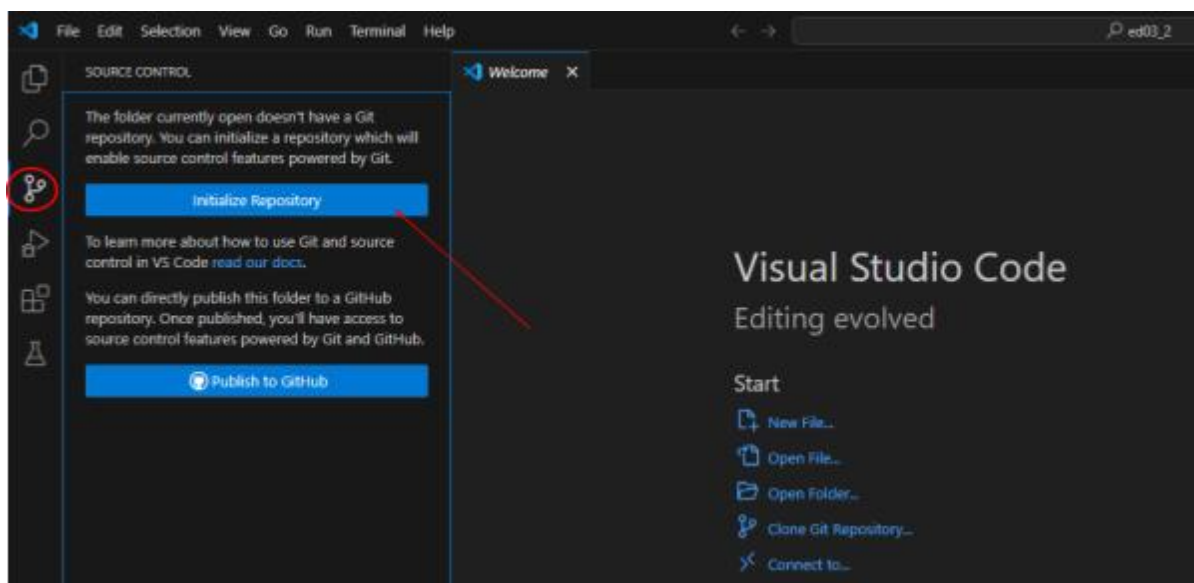 File Edit Selection View Go Run Terminal Help
ed03_2
SOURCE CONTROL
Welcome
The folder currently open doesn't have a Git
repository. You can initialize a repository which will
enable source control features powered by Git.
Initialize Repository
To learn more about how to use Git and source
control in VS Code read our docs.
You can directly publish this folder to a GitHub
repository. Once published, you'll have access to
source control features powered by Git and GitHub.
Publish to GitHub
Visual Studio Code
Editing evolved
Start
New File...
Open File...
Open Folder...
Clone Git Repository...
Connect to...